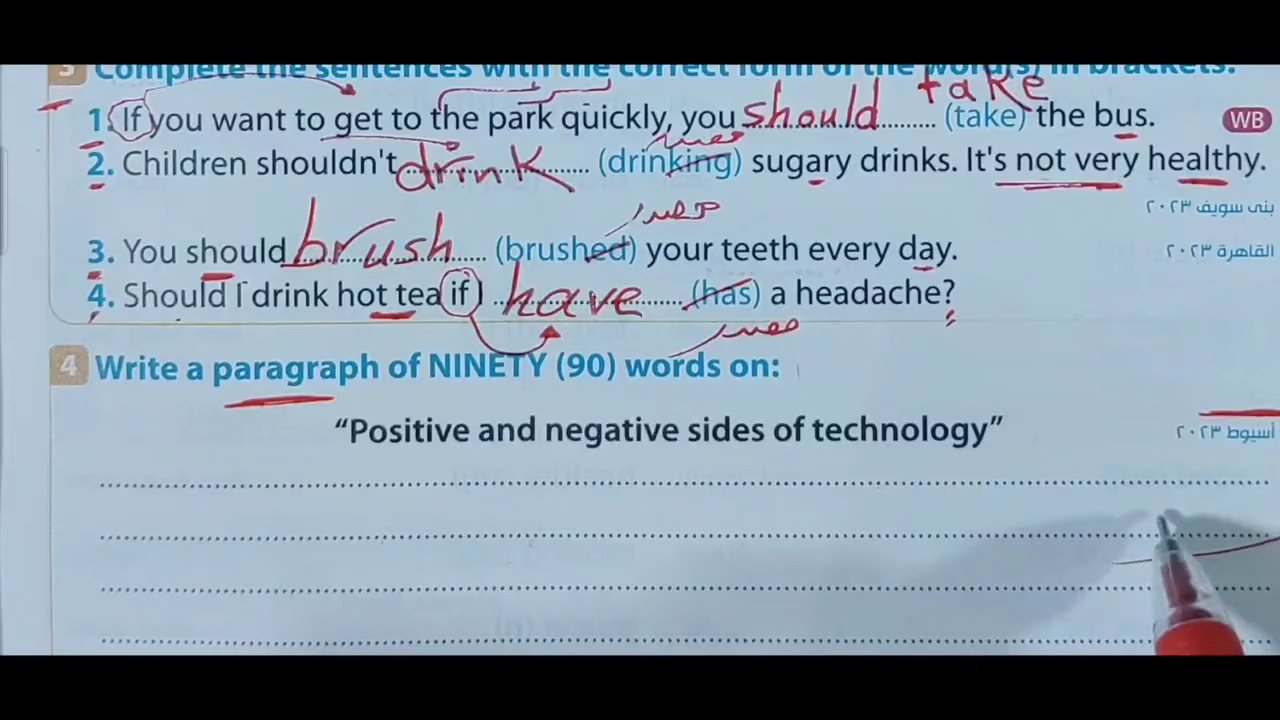 3 Complete the sentences with the correct form of the word(s) in brackets.
take
1. If you want to get to the park quickly, you should (take) the bus. WB
مصدر
2. Children shouldn't drink (drinking) sugary drinks. It's not very healthy.
بنى سويف ٢٠٢٣
مصدر
3. You should brush (brushed) your teeth every day. القاهرة ٢٠٢٣
4. Should I drink hot tea if I have (has) a headache?
مصدر
4 Write a paragraph of NINETY (90) words on:
“Positive and negative sides of technology” أسيوط ٢٠٢٣